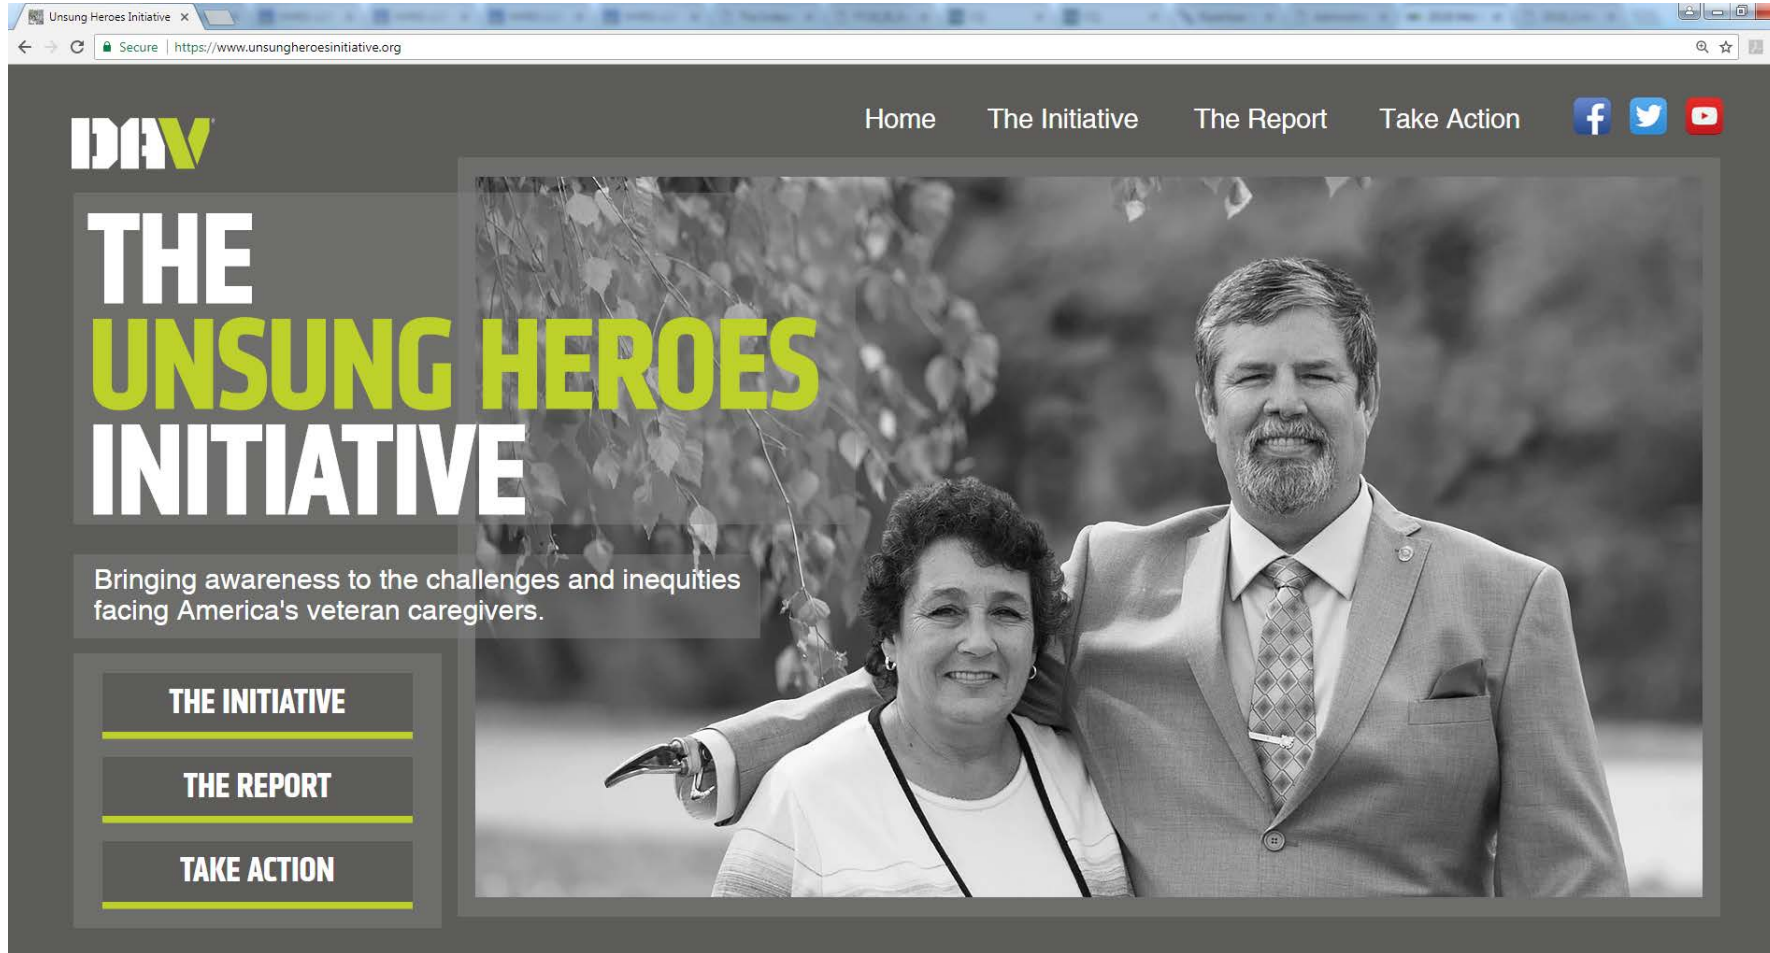 Unsung Heroes Initiative
Secure https://www.unsungheroesinitiative.org
DAV
Home The Initiative The Report Take Action
THE
UNSUNG HEROES
INITIATIVE
Bringing awareness to the challenges and inequities
facing America's veteran caregivers.
THE INITIATIVE
THE REPORT
TAKE ACTION